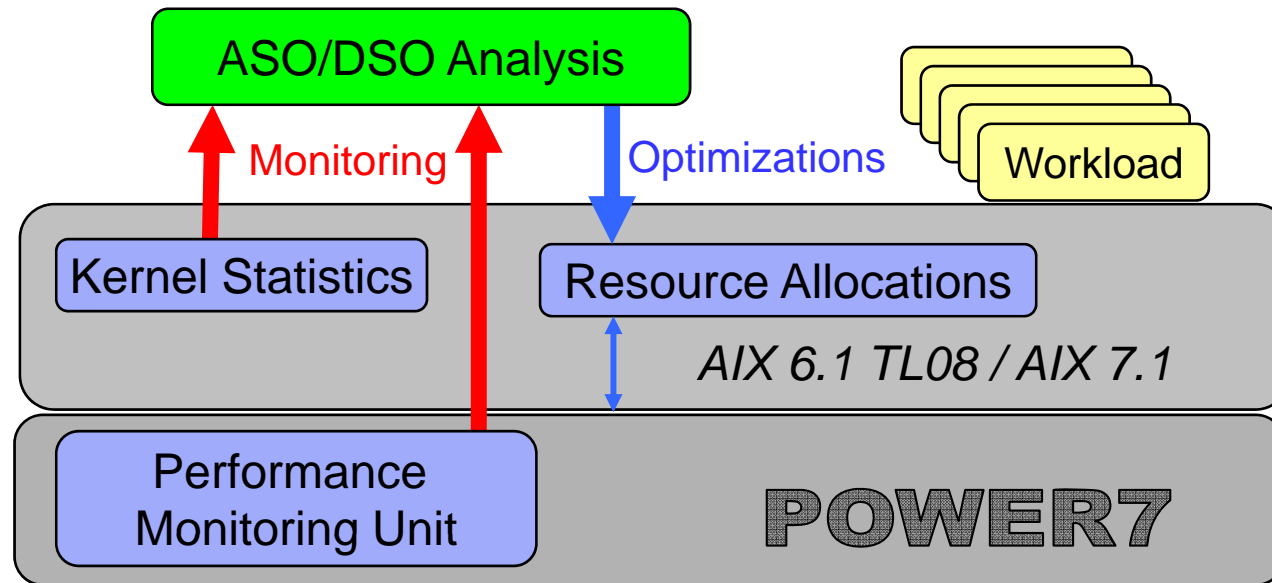 ASO/DSO Analysis
Monitoring
Optimizations
Workload
Kernel Statistics
Resource Allocations
AIX 6.1 TL08 / AIX 7.1
Performance
Monitoring Unit
POWER7